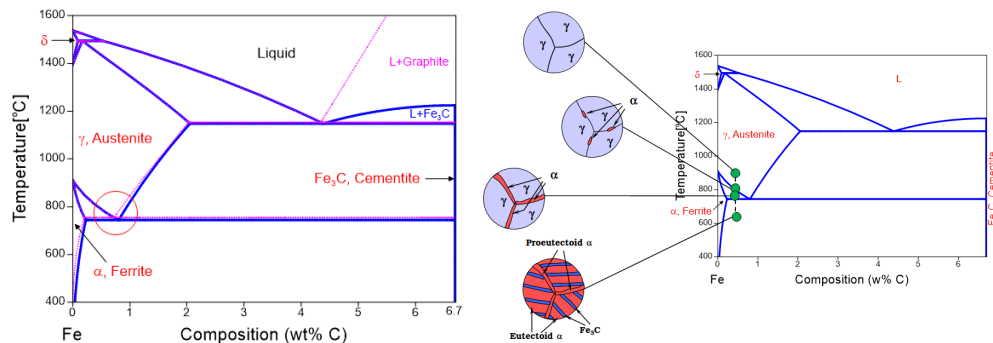 1600
1400
1200
1000
800
600
400
Temperature[°C]
δ
Liquid
L+Graphite
L+Fe3C
γ, Austenite
Fe3C, Cementite
α, Ferrite
0
1
2
3
4
5
6
6.7
Fe
Composition (wt% C)
γ
γ
γ
α
γ
γ
γ
α
γ
γ
γ
Proeutectoid α
Eutectoid α
Fe3C
1600
1400
1200
1000
800
600
400
Temperature[°C]
δ
L
γ, Austenite
α, Ferrite
Cementite
0
1
2
3
4
5
6
Fe
Composition (w% C)